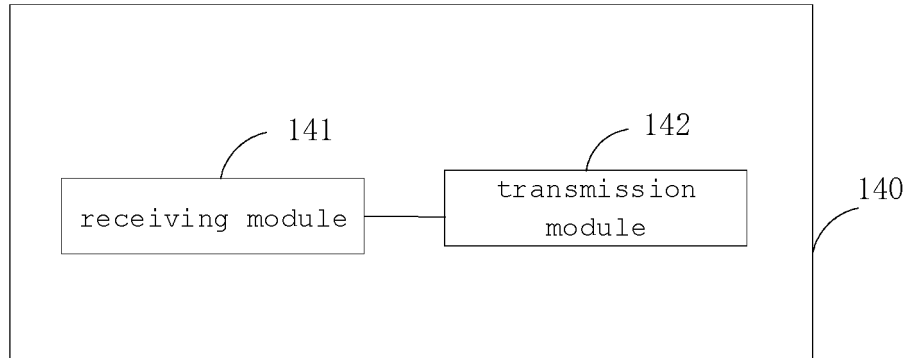 141
142
140
receiving module
transmission
module